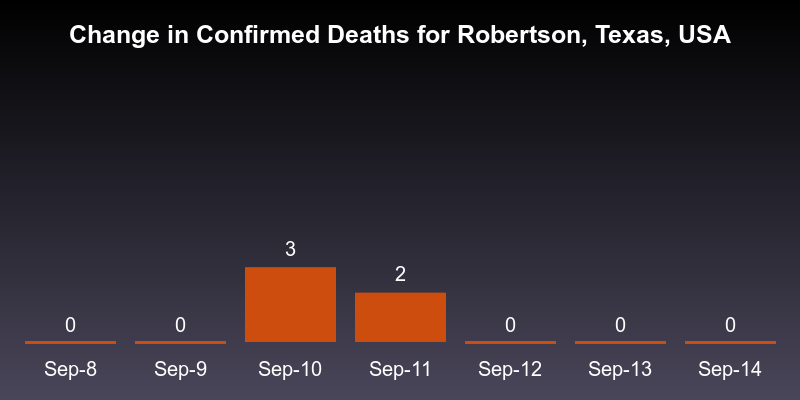 Change in Confirmed Deaths for Robertson, Texas, USA
3
2
0 0 0 0 0
Sep-8 Sep-9 Sep-10 Sep-11 Sep-12 Sep-13 Sep-14